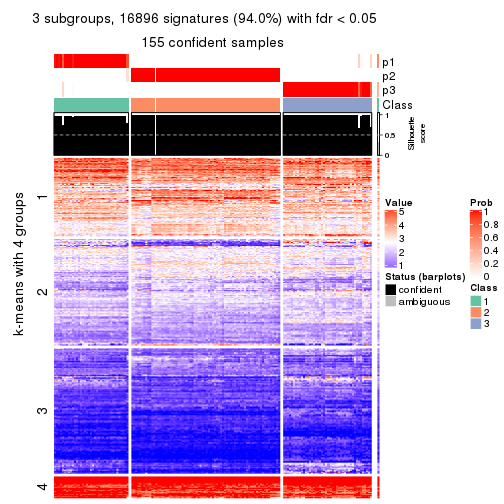 3 subgroups, 16896 signatures (94.0%) with fdr < 0.05
155 confident samples
p1
p2
p3
Class
1
0.5
0
Silhouette
score
k-means with 4 groups
1
2
3
4
Value
5
4
3
2
1
Status (barplots)
confident
ambiguous
Prob
1
0.8
0.6
0.4
0.2
0
Class
1
2
3